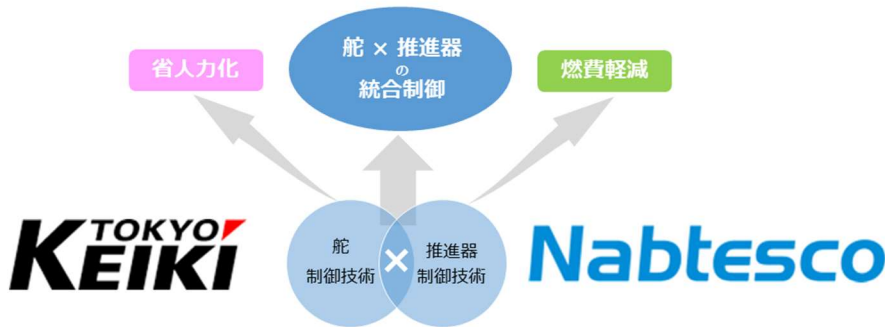 省人力化
舵 × 推進器
の
統合制御
燃費軽減
TOKYO
KEIKI
舵
制御技術
×
推進器
制御技術
Nabtesco